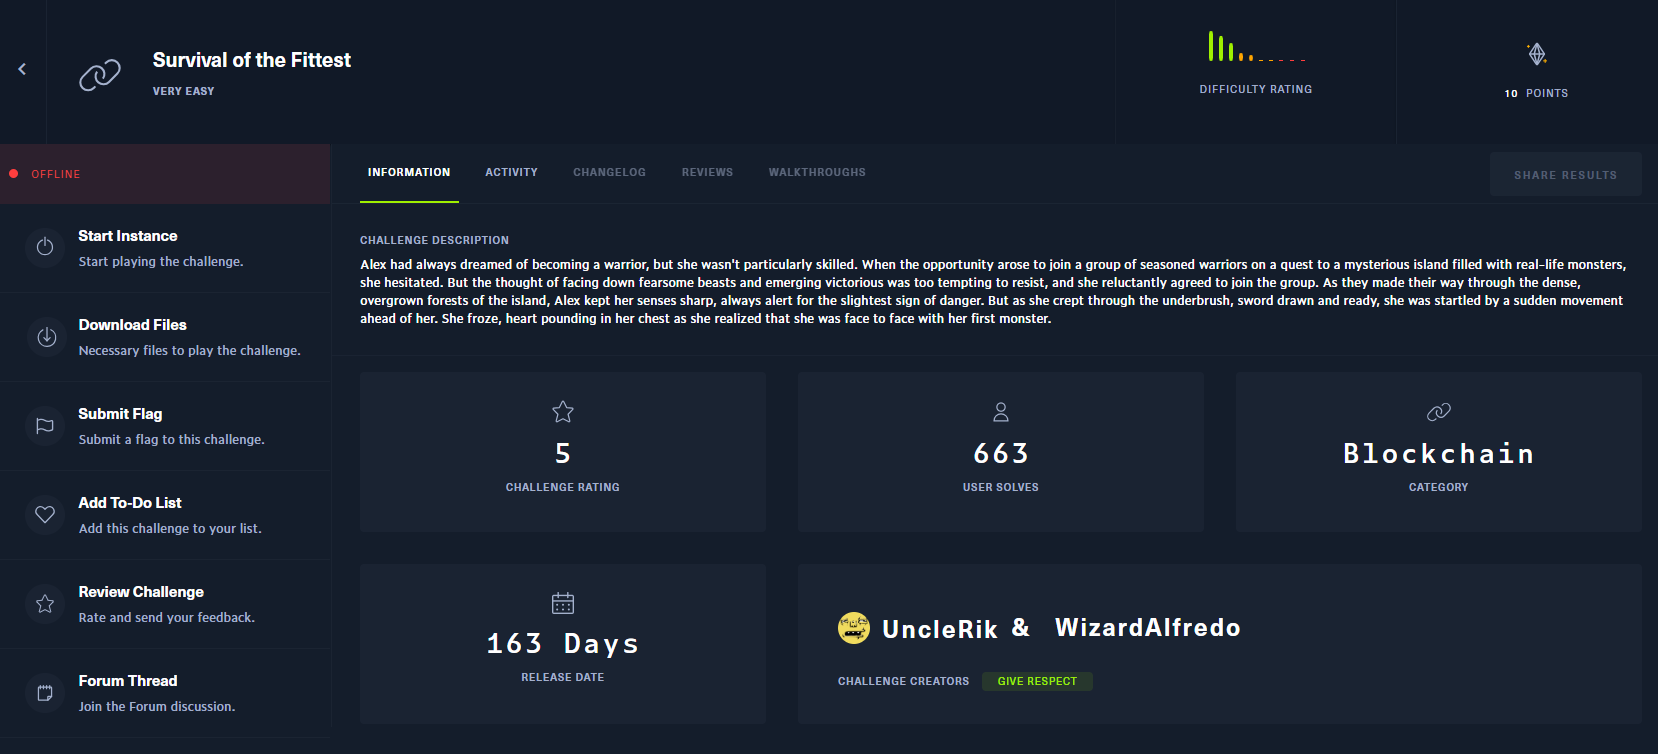 Survival of the Fittest
VERY EASY
DIFFICULTY RATING
10 POINTS
OFFLINE
INFORMATION
ACTIVITY
CHANGELOG
REVIEWS
WALKTHROUGHS
SHARE RESULTS
Start Instance
Start playing the challenge.
Download Files
Necessary files to play the challenge.
Submit Flag
Submit a flag to this challenge.
Add To-Do List
Add this challenge to your list.
Review Challenge
Rate and send your feedback.
Forum Thread
Join the Forum discussion.
CHALLENGE DESCRIPTION
Alex had always dreamed of becoming a warrior, but she wasn't particularly skilled. When the opportunity arose to join a group of seasoned warriors on a quest to a mysterious island filled with real-life monsters,
she hesitated. But the thought of facing down fearsome beasts and emerging victorious was too tempting to resist, and she reluctantly agreed to join the group. As they made their way through the dense,
overgrown forests of the island, Alex kept her senses sharp, always alert for the slightest sign of danger. But as she crept through the underbrush, sword drawn and ready, she was startled by a sudden movement
ahead of her. She froze, heart pounding in her chest as she realized that she was face to face with her first monster.
5
CHALLENGE RATING
663
USER SOLVES
Blockchain
CATEGORY
163 Days
RELEASE DATE
UncleRik & WizardAlfredo
CHALLENGE CREATORS
GIVE RESPECT